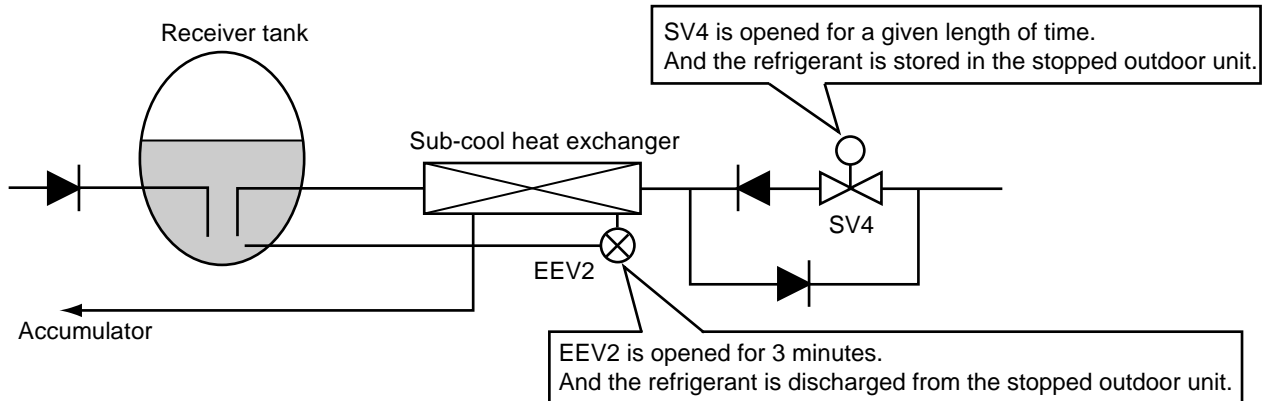 Receiver tank
SV4 is opened for a given length of time.
And the refrigerant is stored in the stopped outdoor unit.
Sub-cool heat exchanger
SV4
EEV2
Accumulator
EEV2 is opened for 3 minutes.
And the refrigerant is discharged from the stopped outdoor unit.